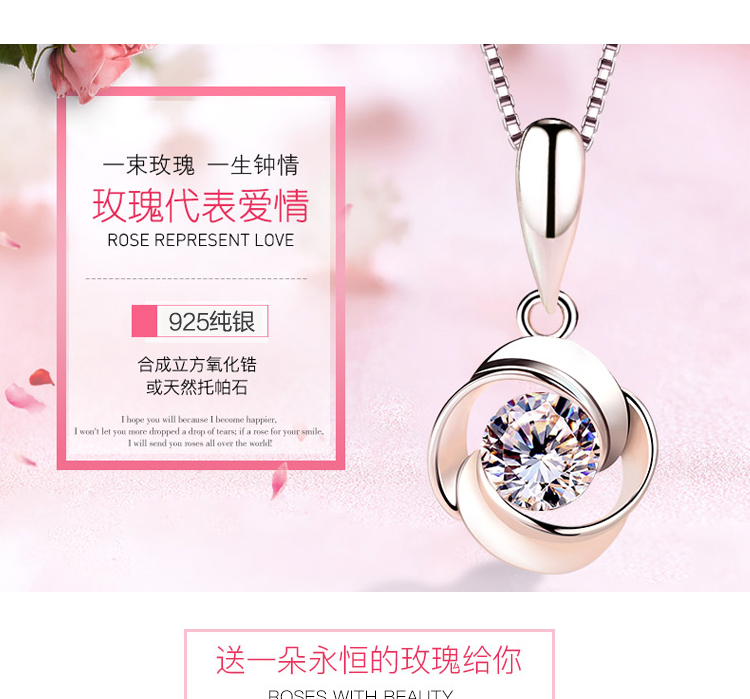 一束玫瑰 一生钟情
玫瑰代表爱情
ROSE REPRESENT LOVE
925纯银
合成立方氧化锆
或天然托帕石
I hope you will because I become happier,
I won't let you more dropped a drop of tears; if a rose for your smile,
I will send you roses all over the world!
送一朵永恒的玫瑰给你
ROSES WITH BEAUTY